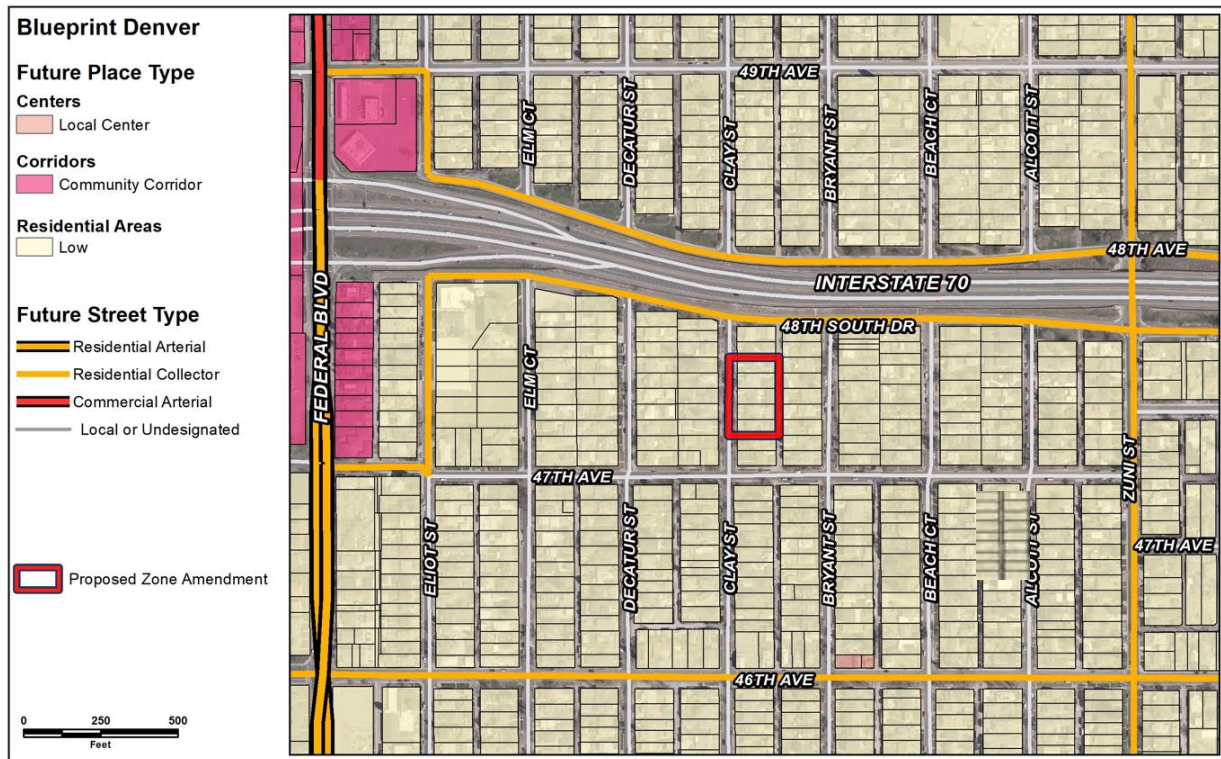 Blueprint Denver
Future Place Type
Centers
Local Center
Corridors
Community Corridor
Residential Areas
Low
Future Street Type
Residential Arterial
Residential Collector
Commercial Arterial
Local or Undesignated
Proposed Zone Amendment
0 250 500
Feet
49TH AVE
ELM CT
DECATUR ST
CLAY ST
BRYANT ST
BEACH CT
ALCOTT ST
48TH AVE
INTERSTATE 70
FEDERAL BLVD
48TH SOUTH DR
ELM CT
ZUNI ST
47TH AVE
ELIOT ST
DECATUR ST
CLAY ST
BRYANT ST
BEACH CT
ALCOTT ST
47TH AVE
46TH AVE